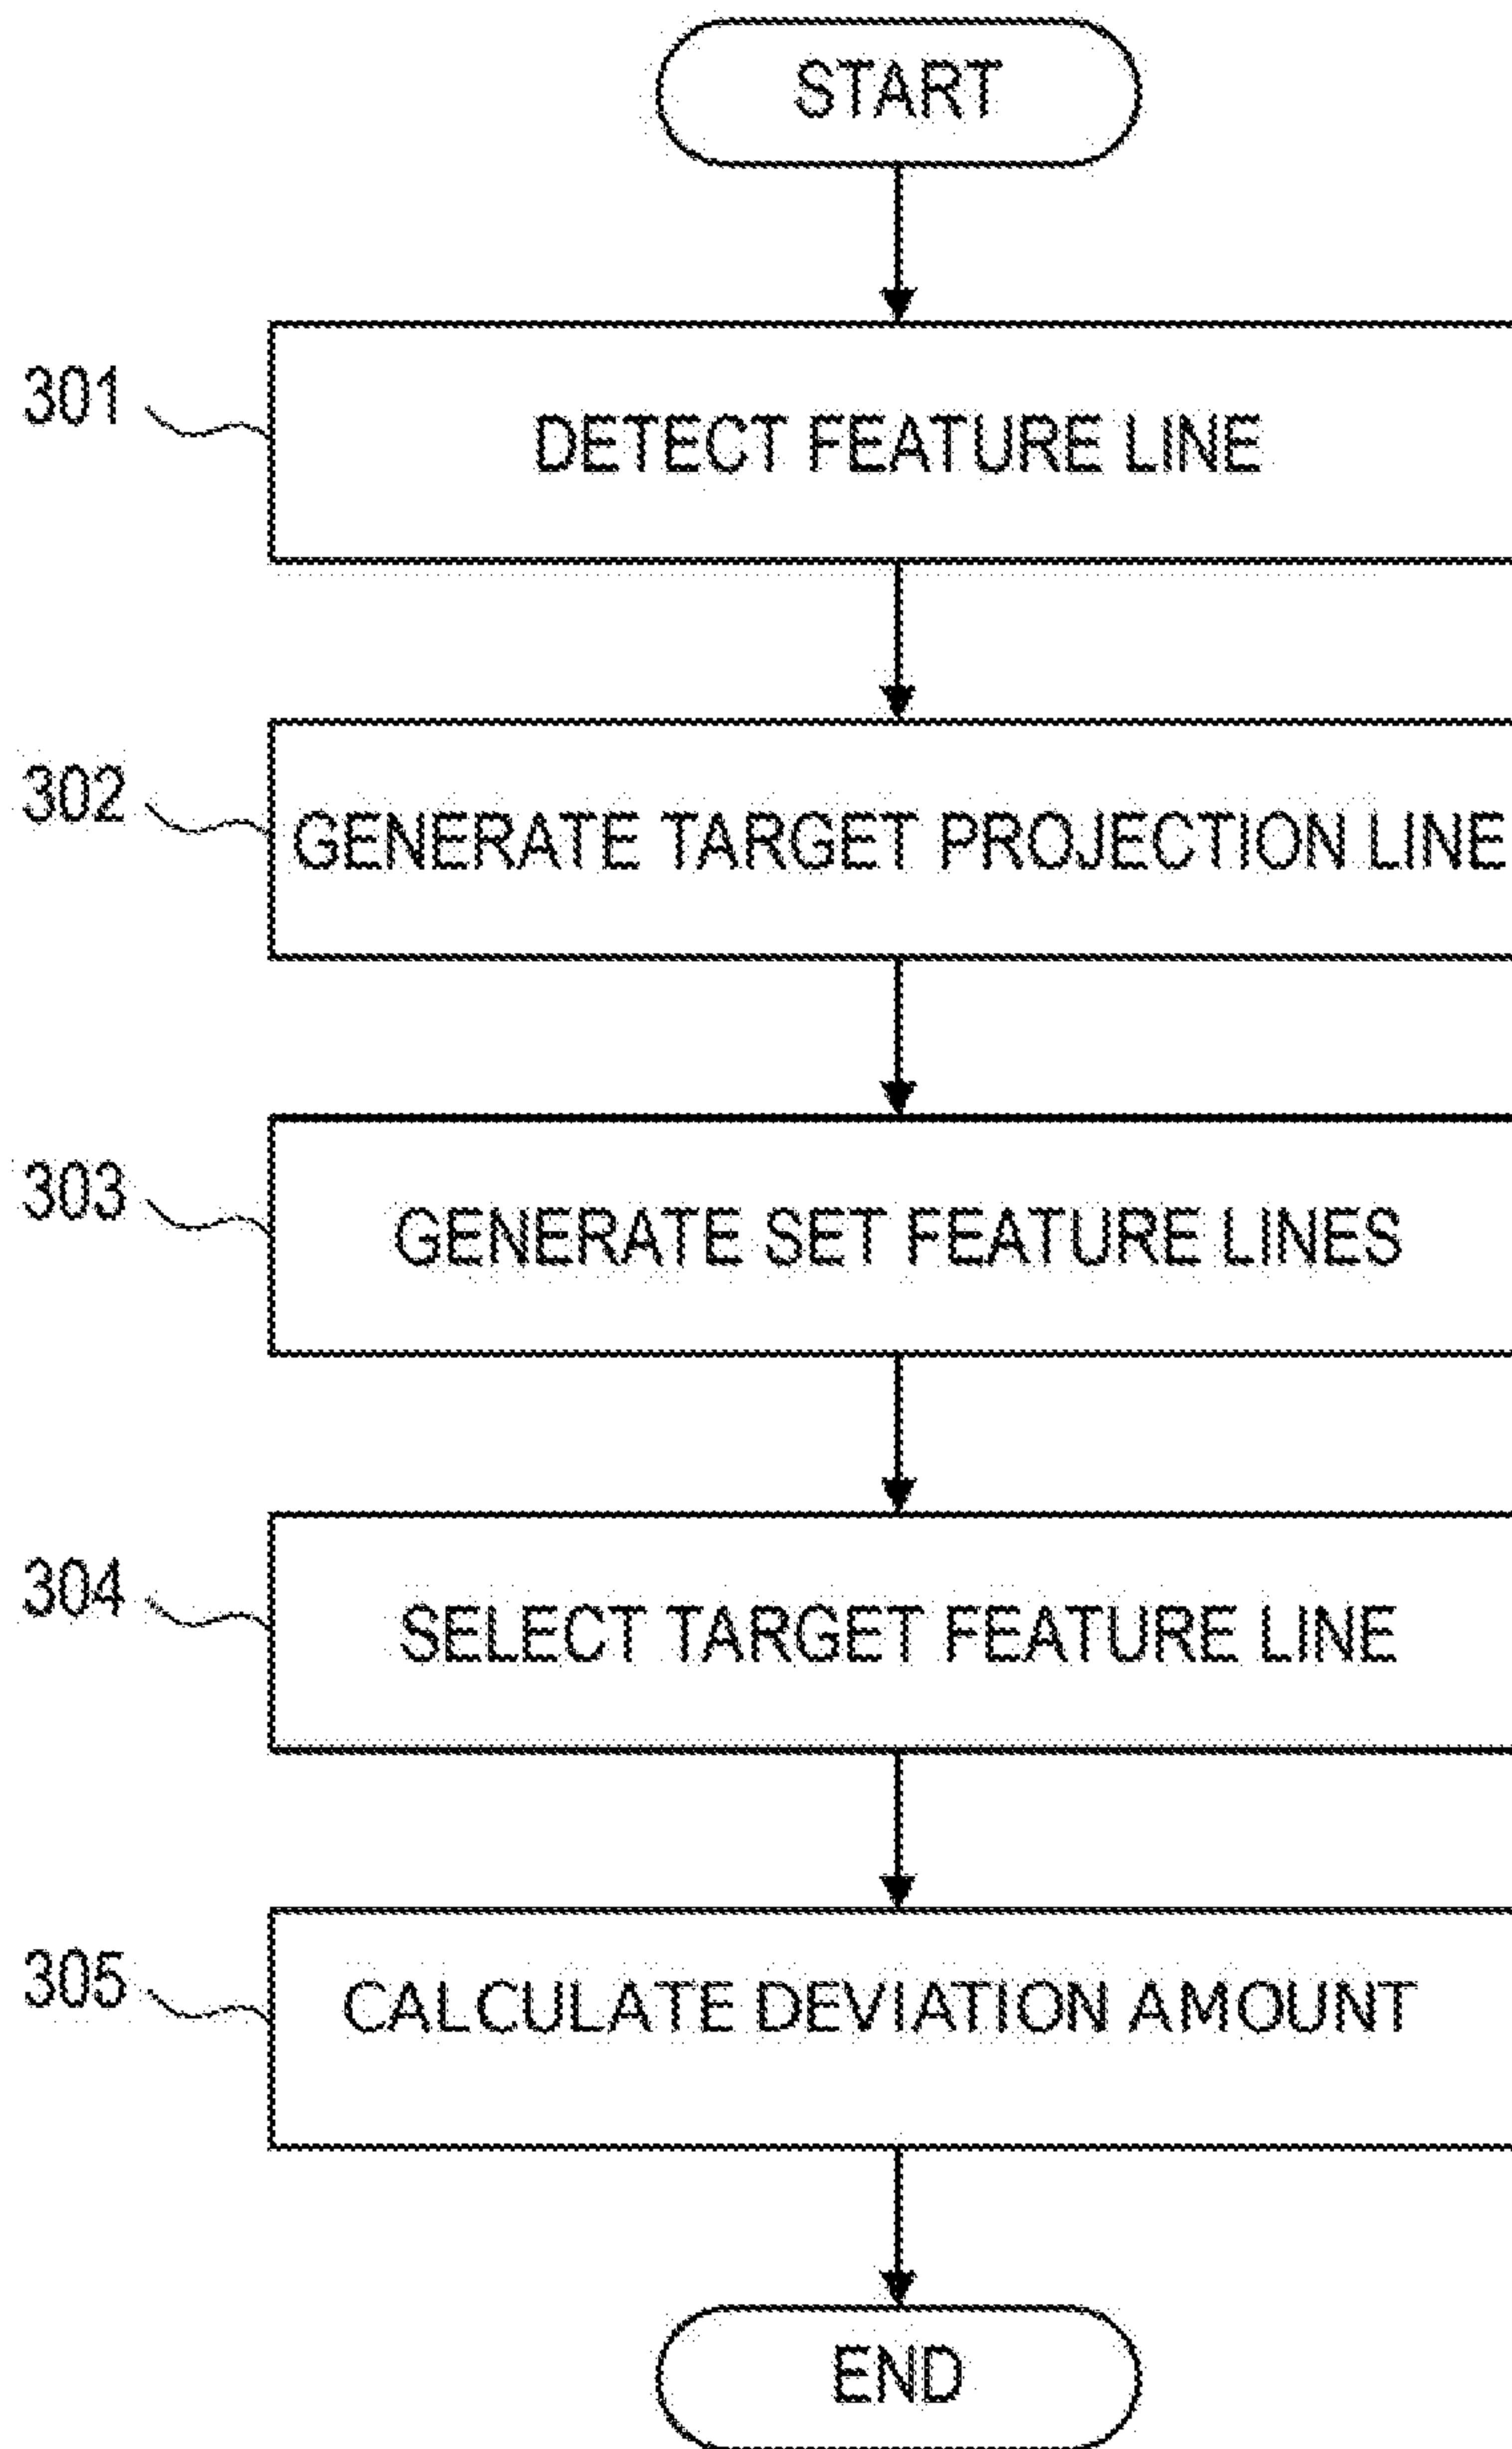 START
301
DETECT FEATURE LINE
302
GENERATE TARGET PROJECTION LINE
303
GENERATE SET FEATURE LINES
304
SELECT TARGET FEATURE LINE
305
CALCULATE DEVIATION AMOUNT
END